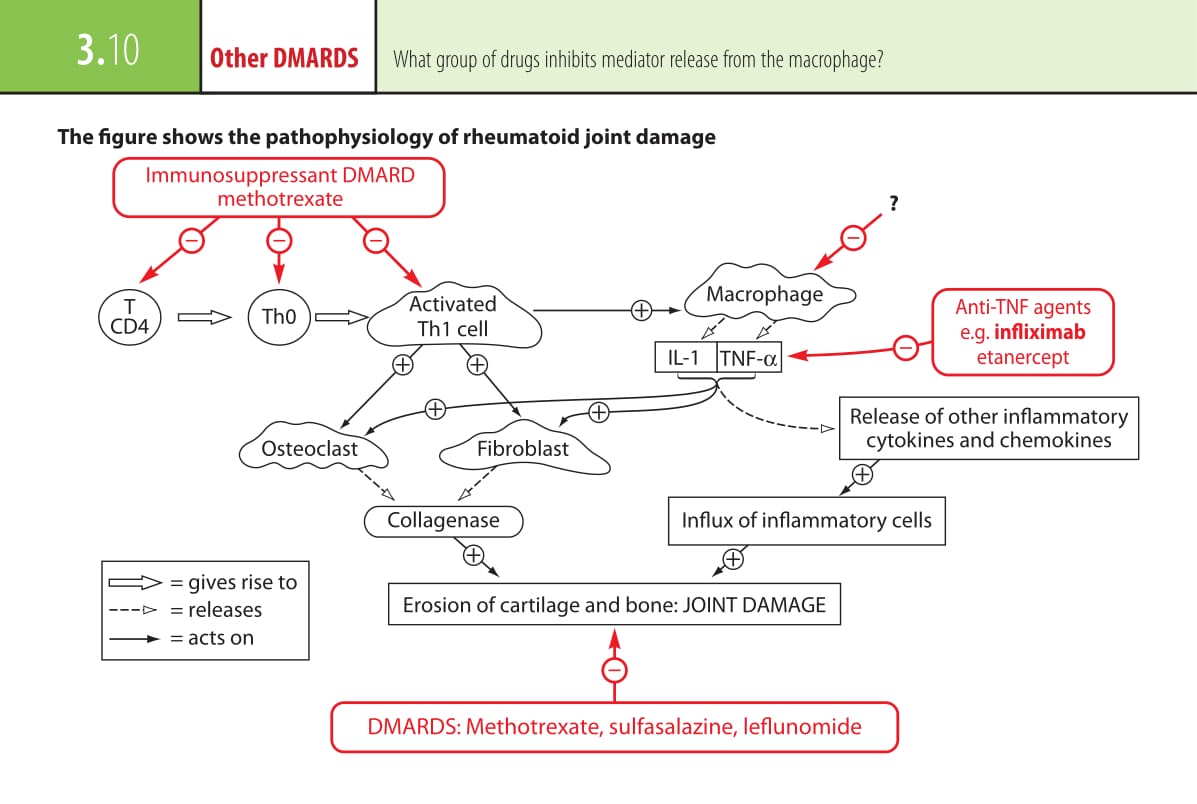 3.10
Other DMARDS
What group of drugs inhibits mediator release from the macrophage?
The figure shows the pathophysiology of rheumatoid joint damage
Immunosuppressant DMARD
methotrexate
?
−
−
−
−
T
CD4
Th0
Activated
Th1 cell
+
Macrophage
Anti-TNF agents
e.g. infliximab
etanercept
−
IL-1
TNF-α
+
+
+
+
Release of other inflammatory
cytokines and chemokines
Osteoclast
Fibroblast
+
Collagenase
Influx of inflammatory cells
+
+
= gives rise to
= releases
= acts on
Erosion of cartilage and bone: JOINT DAMAGE
−
DMARDS: Methotrexate, sulfasalazine, leflunomide